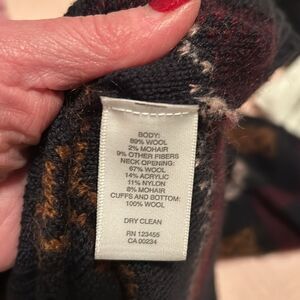 BODY:
89% WOOL
2% MOHAIR
9% OTHER FIBERS
NECK OPENING:
67% WOOL
14% ACRYLIC
11% NYLON
8% MOHAIR
CUFFS AND BOTTOM:
100% WOOL
DRY CLEAN
RN 123455
CA 00234